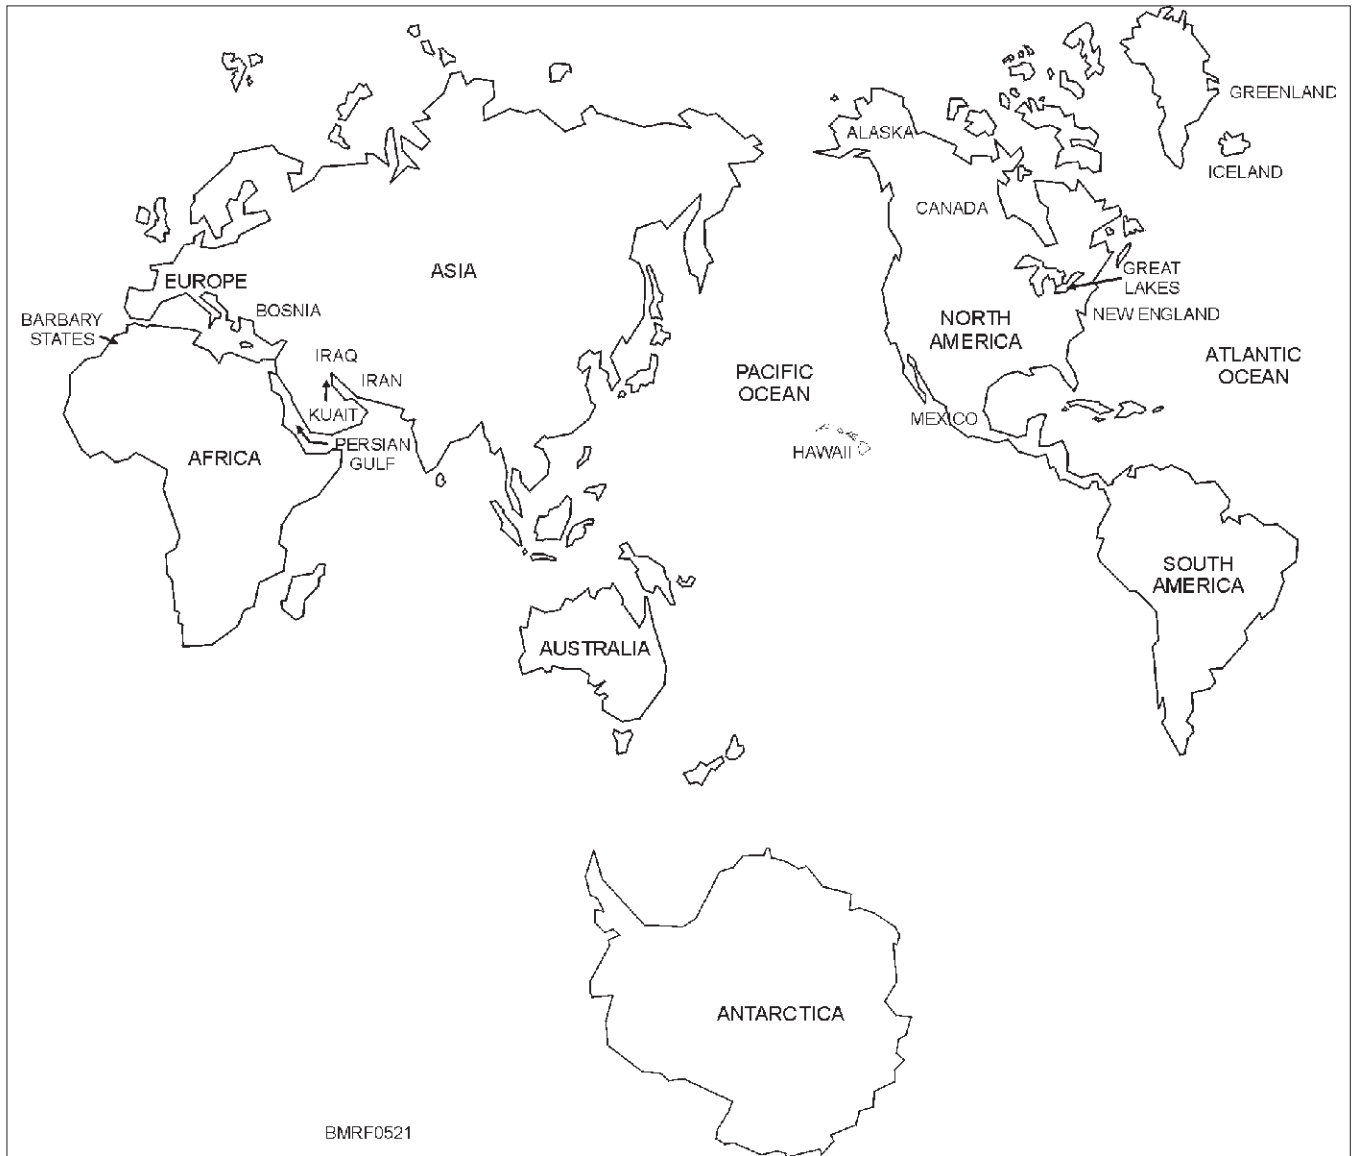 GREENLAND
ALASKA
ICELAND
CANADA
ASIA
GREAT
LAKES
EUROPE
BOSNIA
BARBARY
STATES
NEW ENGLAND
NORTH
AMERICA
IRAQ
IRAN
ATLANTIC
OCEAN
PACIFIC
OCEAN
KUAIT
MEXICO
PERSIAN
GULF
HAWAII
AFRICA
SOUTH
AMERICA
AUSTRALIA
ANTARCTICA
BMRF0521